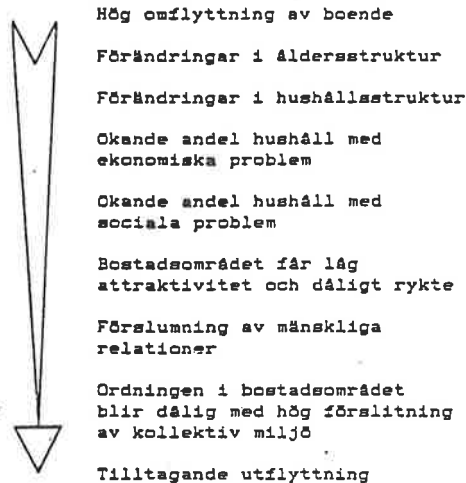 Hög omflyttning av boende
Förändringar i åldersstruktur
Förändringar i hushållsstruktur
Okande andel hushåll med
ekonomiska problem
Okande andel hushåll med
sociala problem
Bostadsområdet får låg
attraktivitet och dåligt rykte
Förslumning av mänskliga
relationer
Ordningen i bostadsområdet
blir dålig med hög förslitning
av kollektiv miljö
Tilltagande utflyttning